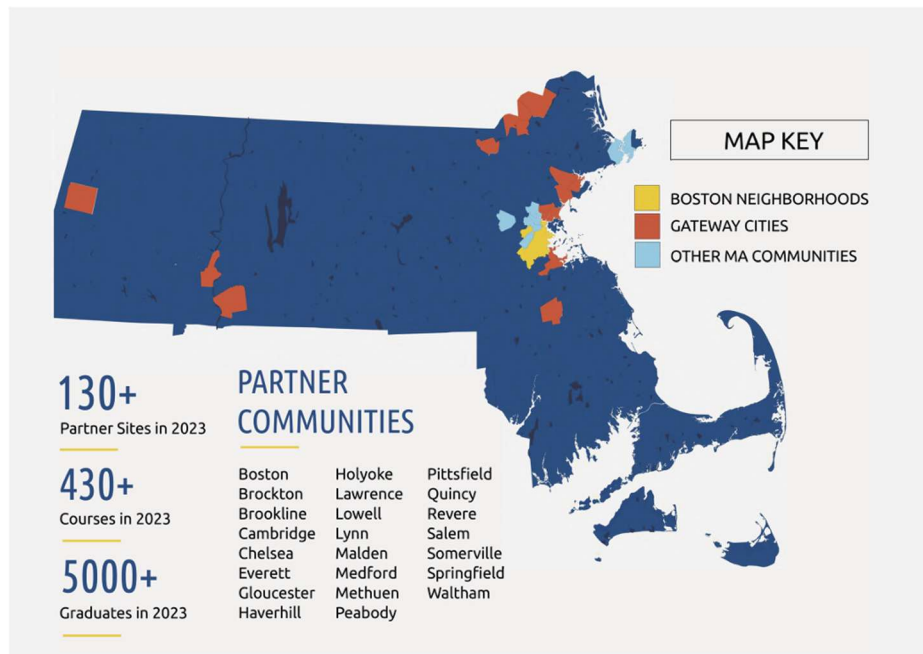 MAP KEY
BOSTON NEIGHBORHOODS
GATEWAY CITIES
OTHER MA COMMUNITIES
130+
Partner Sites in 2023
430+
Courses in 2023
5000+
Graduates in 2023
PARTNER
COMMUNITIES
Boston
Brockton
Brookline
Cambridge
Chelsea
Everett
Gloucester
Haverhill
Holyoke
Lawrence
Lowell
Lynn
Malden
Medford
Methuen
Peabody
Pittsfield
Quincy
Revere
Salem
Somerville
Springfield
Waltham